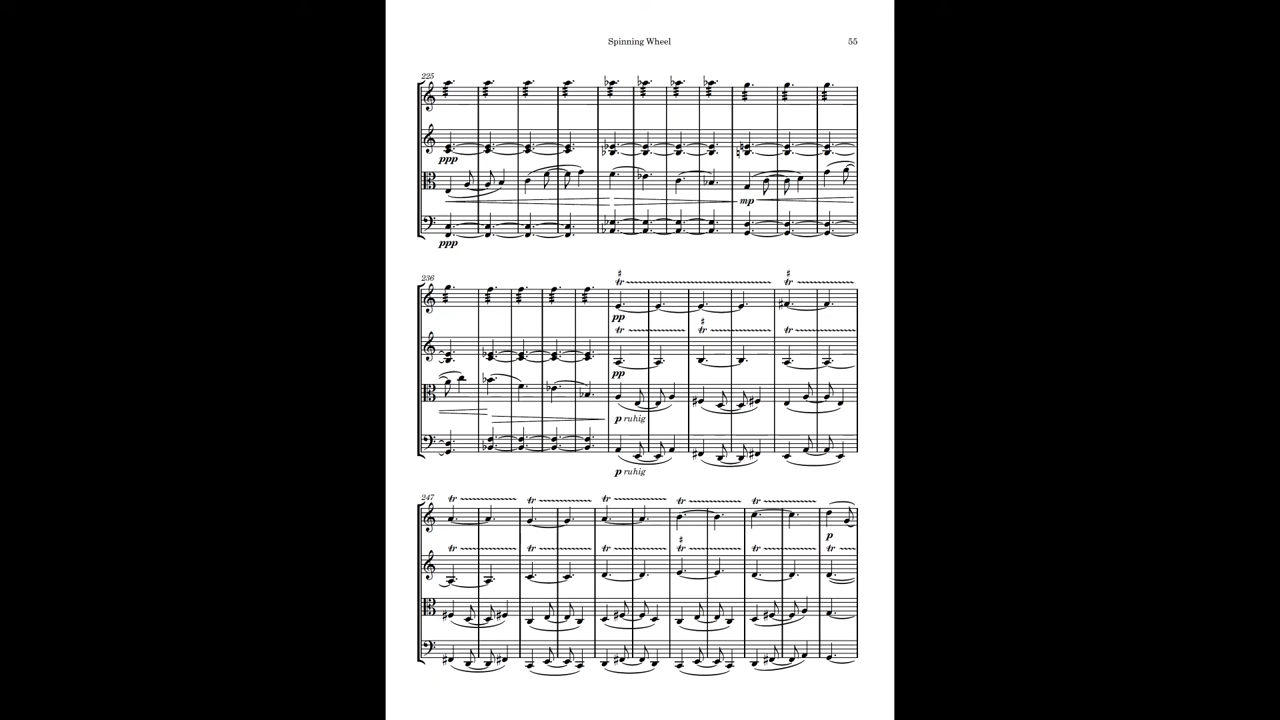 Spinning Wheel 55
225
ppp
mp
ppp
236
tr tr
pp
tr tr tr
pp
p ruhig
p ruhig
247
tr tr tr tr tr
p
tr tr tr tr tr tr